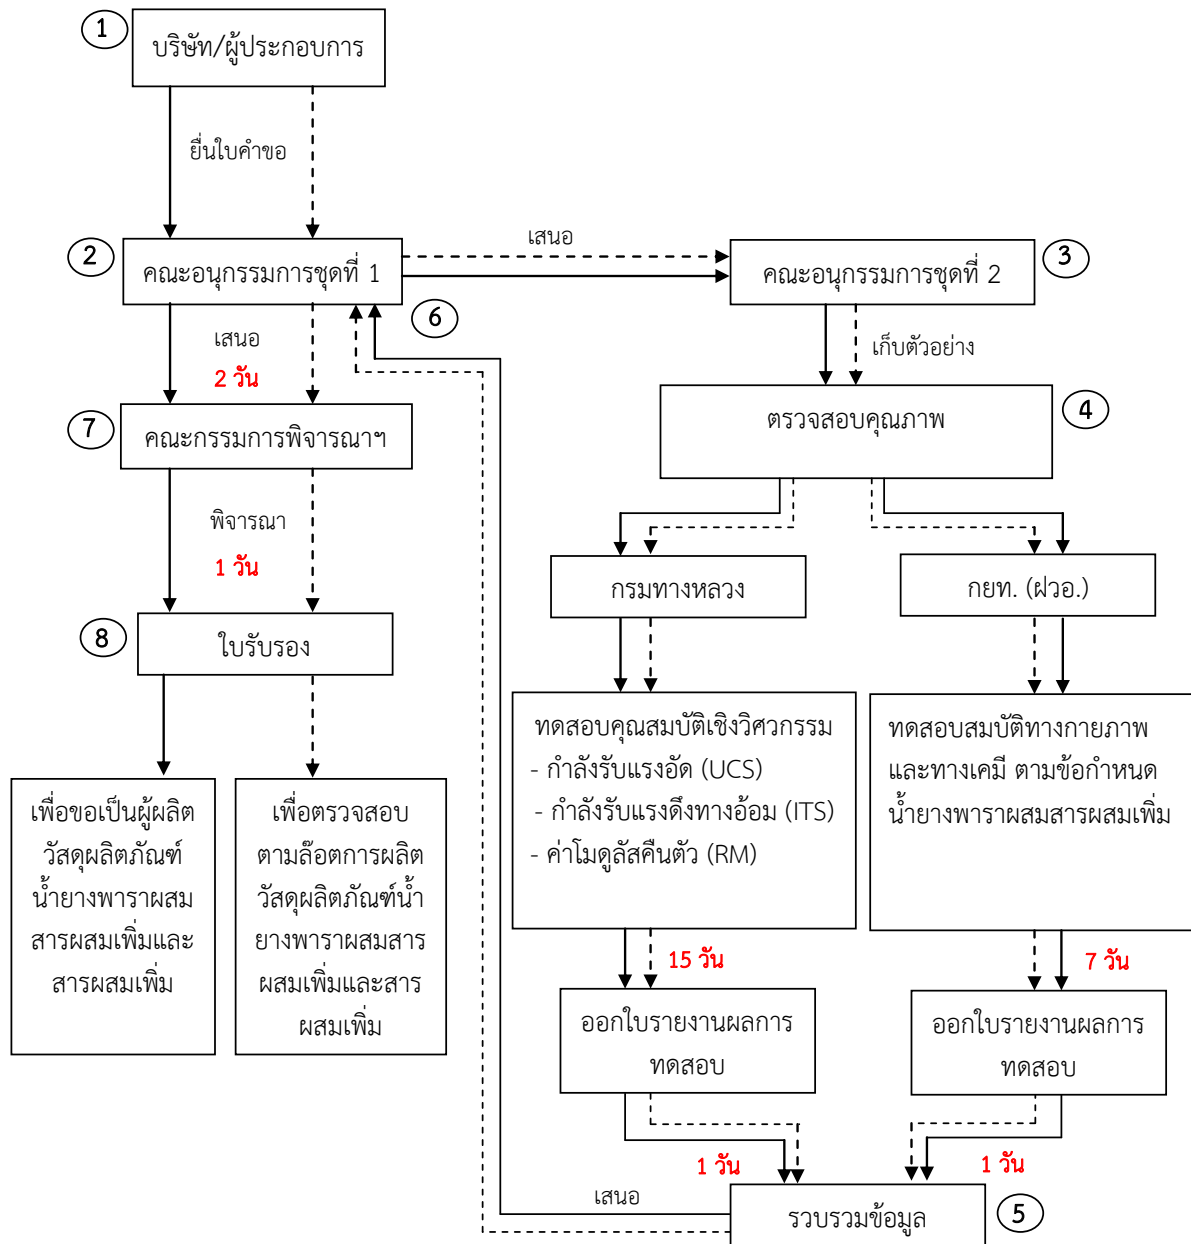 1
บริษัท/ผู้ประกอบการ
ยื่นใบคำขอ
2
คณะอนุกรรมการชุดที่ 1
เสนอ
3
คณะอนุกรรมการชุดที่ 2
6
เสนอ
2 วัน
เก็บตัวอย่าง
4
ตรวจสอบคุณภาพ
7
คณะกรรมการพิจารณาฯ
พิจารณา
1 วัน
กรมทางหลวง
กยท. (ฝวอ.)
8
ใบรับรอง
ทดสอบคุณสมบัติเชิงวิศวกรรม
- กำลังรับแรงอัด (UCS)
- กำลังรับแรงดึงทางอ้อม (ITS)
- ค่าโมดูลัสคืนตัว (RM)
ทดสอบสมบัติทางกายภาพ
และทางเคมี ตามข้อกำหนด
น้ำยางพาราผสมสารผสมเพิ่ม
เพื่อขอเป็นผู้ผลิต
วัสดุผลิตภัณฑ์
น้ำยางพาราผสม
สารผสมเพิ่มและ
สารผสมเพิ่ม
เพื่อตรวจสอบ
ตามล๊อตการผลิต
วัสดุผลิตภัณฑ์น้ำ
ยางพาราผสมสาร
ผสมเพิ่มและสาร
ผสมเพิ่ม
15 วัน
7 วัน
ออกใบรายงานผลการ
ทดสอบ
ออกใบรายงานผลการ
ทดสอบ
1 วัน
1 วัน
เสนอ
รวบรวมข้อมูล
5